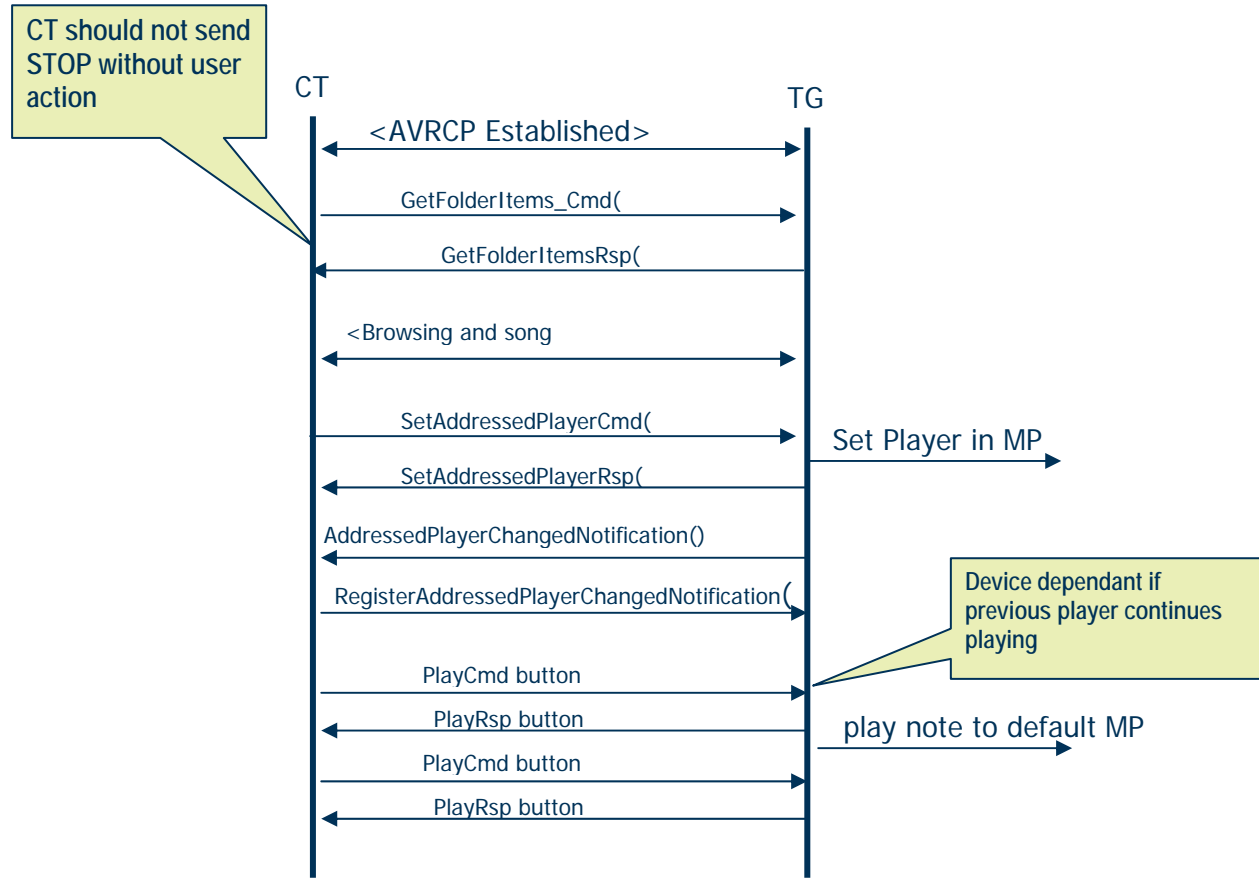 CT should not send
STOP without user
action
CT
TG
<AVRCP Established>
GetFolderItems_Cmd(
GetFolderItemsRsp(
<Browsing and song
SetAddressedPlayerCmd(
Set Player in MP
SetAddressedPlayerRsp(
AddressedPlayerChangedNotification()
RegisterAddressedPlayerChangedNotification(
Device dependant if
previous player continues
playing
PlayCmd button
PlayRsp button
play note to default MP
PlayCmd button
PlayRsp button